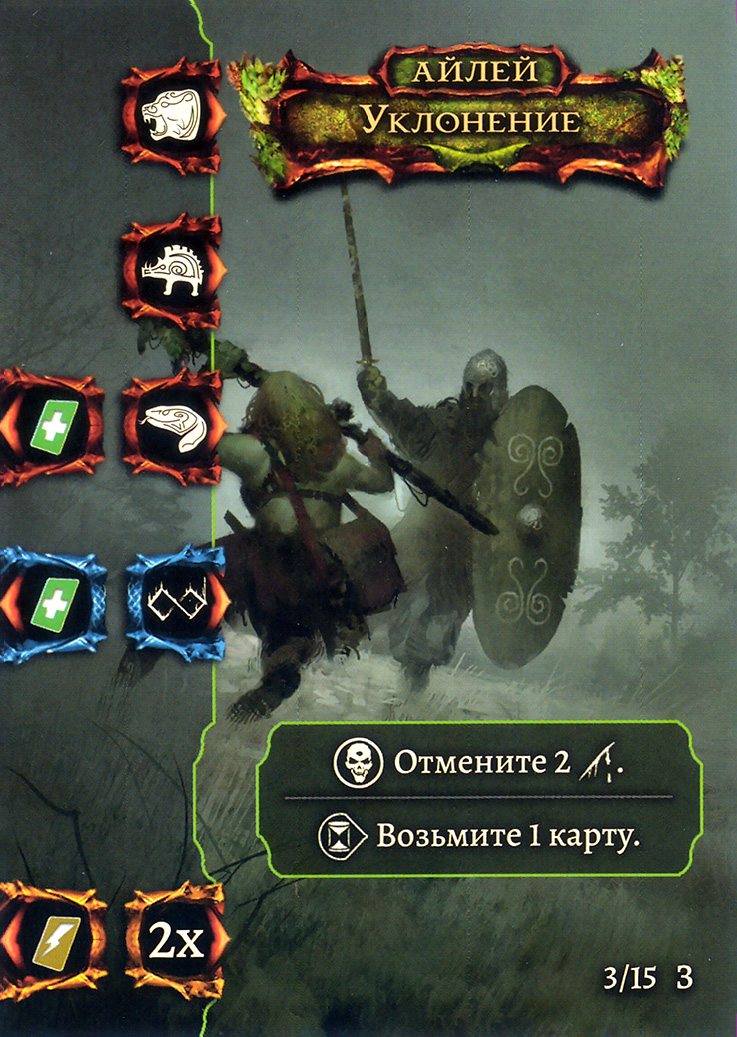 АЙЛЕЙ
Уклонение
Отмените 2 .
Возьмите 1 карту.
2x
3/15 3